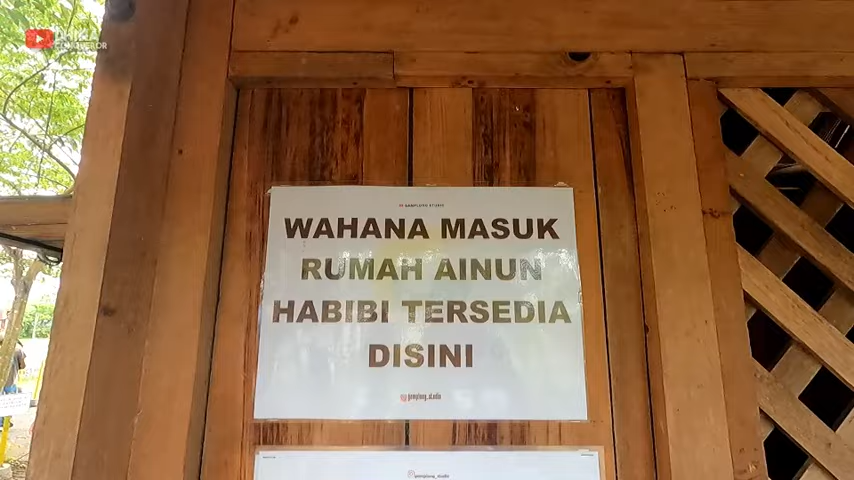 WAHANA MASUK
RUMAH AINUN
HABIBI TERSEDIA
DISINI